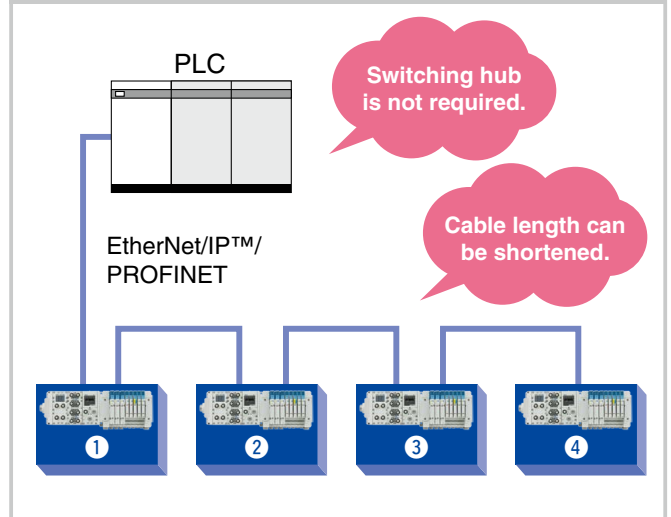 PLC
Switching hub
is not required.
Cable length can
be shortened.
EtherNet/IP™/
PROFINET
1
2
3
4